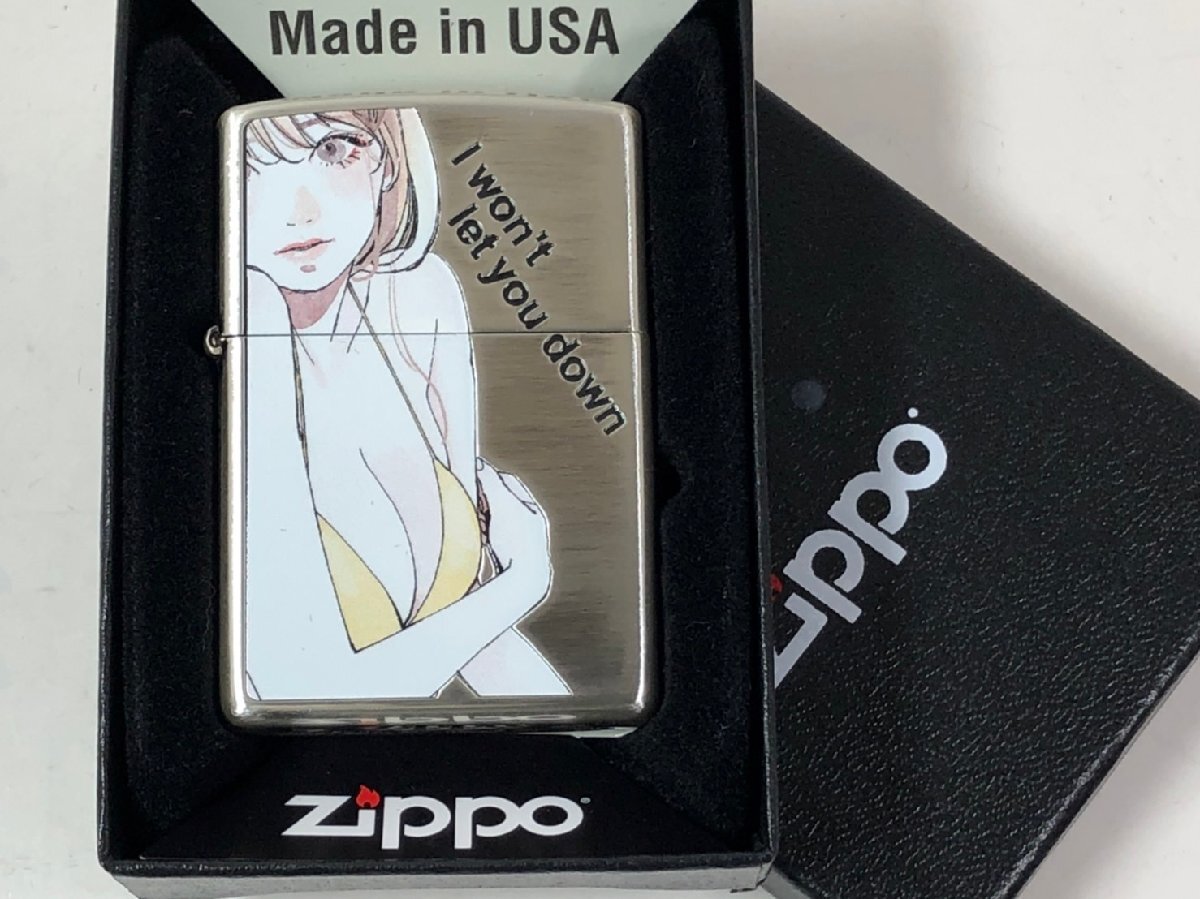 Made in USA
I won't
let you down
zippo
zippo